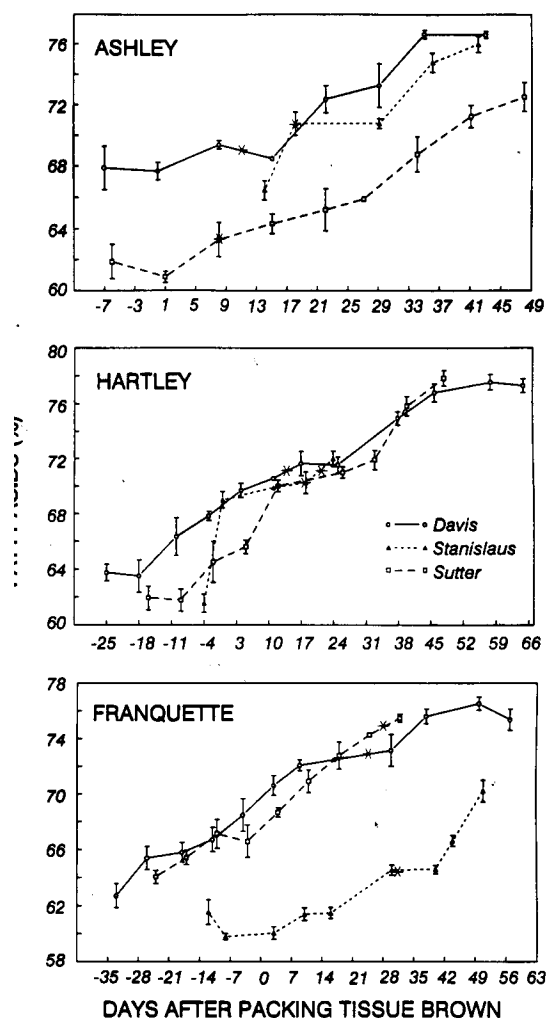 ASHLEY
76
72
68
64
60
-7 -3 1 5 9 13 17 21 25 29 33 37 41 45 49
HARTLEY
80
76
72
68
64
60
Davis
Stanislaus
Sutter
-25 -18 -11 -4 3 10 17 24 31 38 45 52 59 66
FRANQUETTE
78
74
70
66
62
58
-35 -28 -21 -14 -7 0 7 14 21 28 35 42 49 56 63
DAYS AFTER PACKING TISSUE BROWN